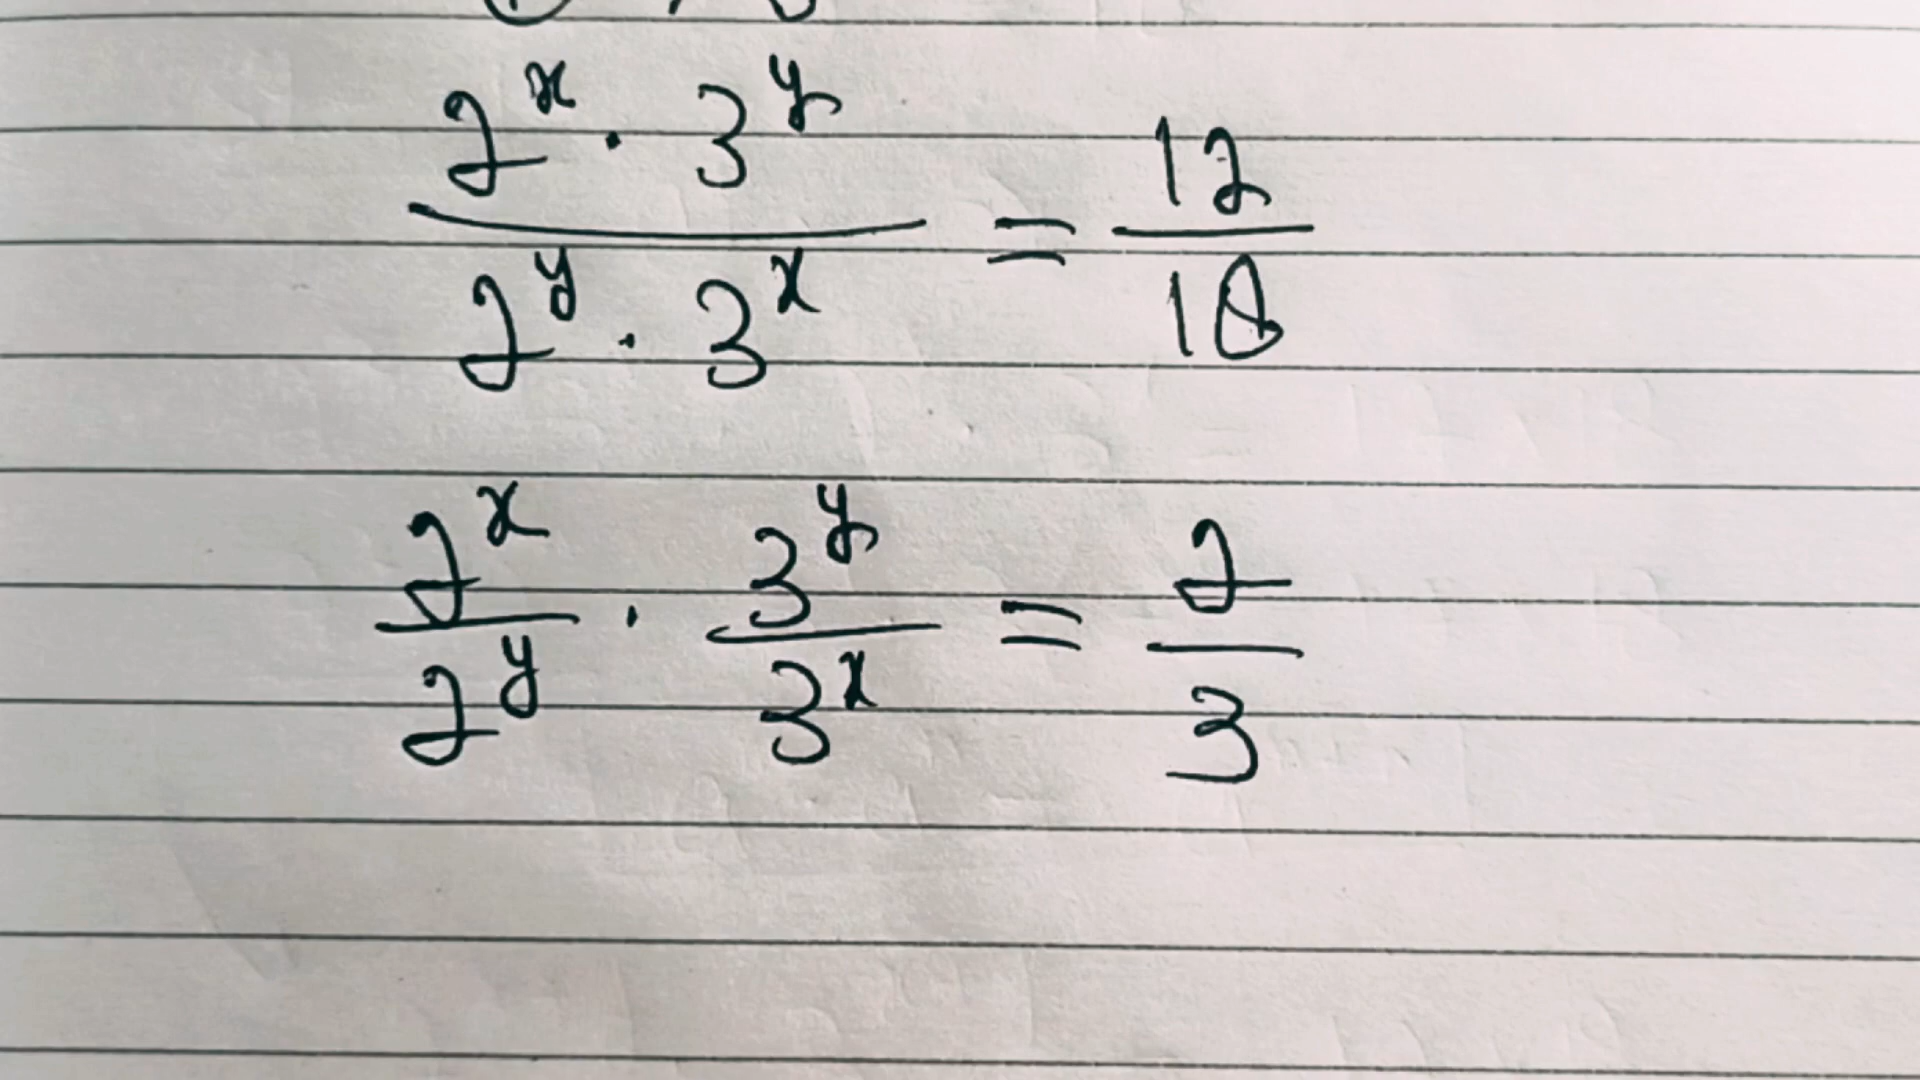 2^x · 3^y / 2^y · 3^x = 12 / 18
2^x / 2^y · 3^y / 3^x = 2 / 3